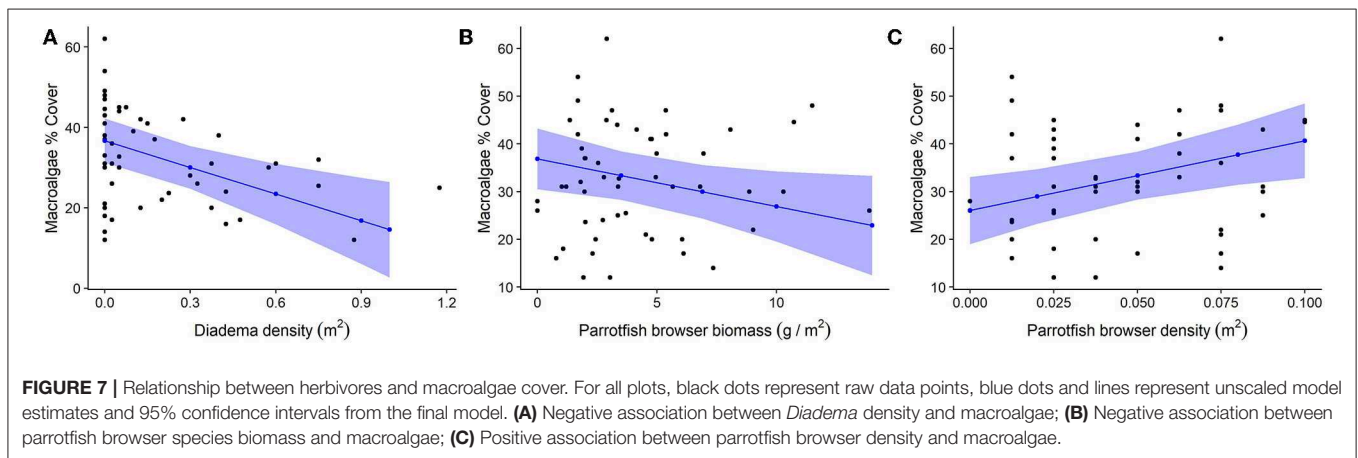 A
B
C
Macroalgae % Cover
60
40
20
0
0.0
0.3
0.6
0.9
1.2
Diadema density (m²)
Macroalgae % Cover
60
50
40
30
20
10
0
5
10
Parrotfish browser biomass (g / m²)
Macroalgae % Cover
60
50
40
30
20
10
0.000
0.025
0.050
0.080
0.100
Parrotfish browser density (m²)
FIGURE 7 | Relationship between herbivores and macroalgae cover. For all plots, black dots represent raw data points, blue dots and lines represent unscaled model
estimates and 95% confidence intervals from the final model. (A) Negative association between Diadema density and macroalgae; (B) Negative association between
parrotfish browser species biomass and macroalgae; (C) Positive association between parrotfish browser density and macroalgae.